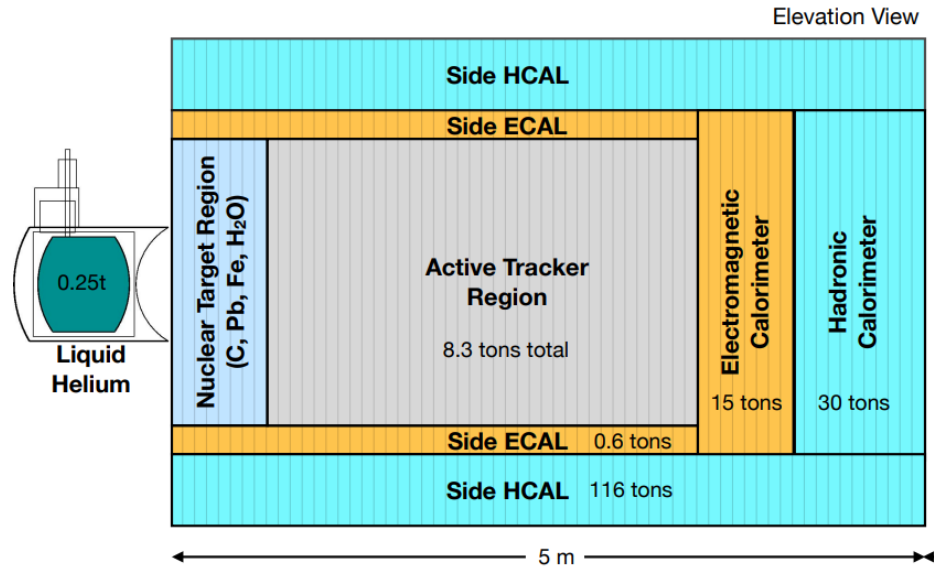 Elevation View
Side HCAL
Side ECAL
Nuclear Target Region
(C, Pb, Fe, H₂O)
0.25t
Liquid
Helium
Active Tracker
Region
8.3 tons total
Electromagnetic
Calorimeter
15 tons
Hadronic
Calorimeter
30 tons
Side ECAL 0.6 tons
Side HCAL 116 tons
5 m